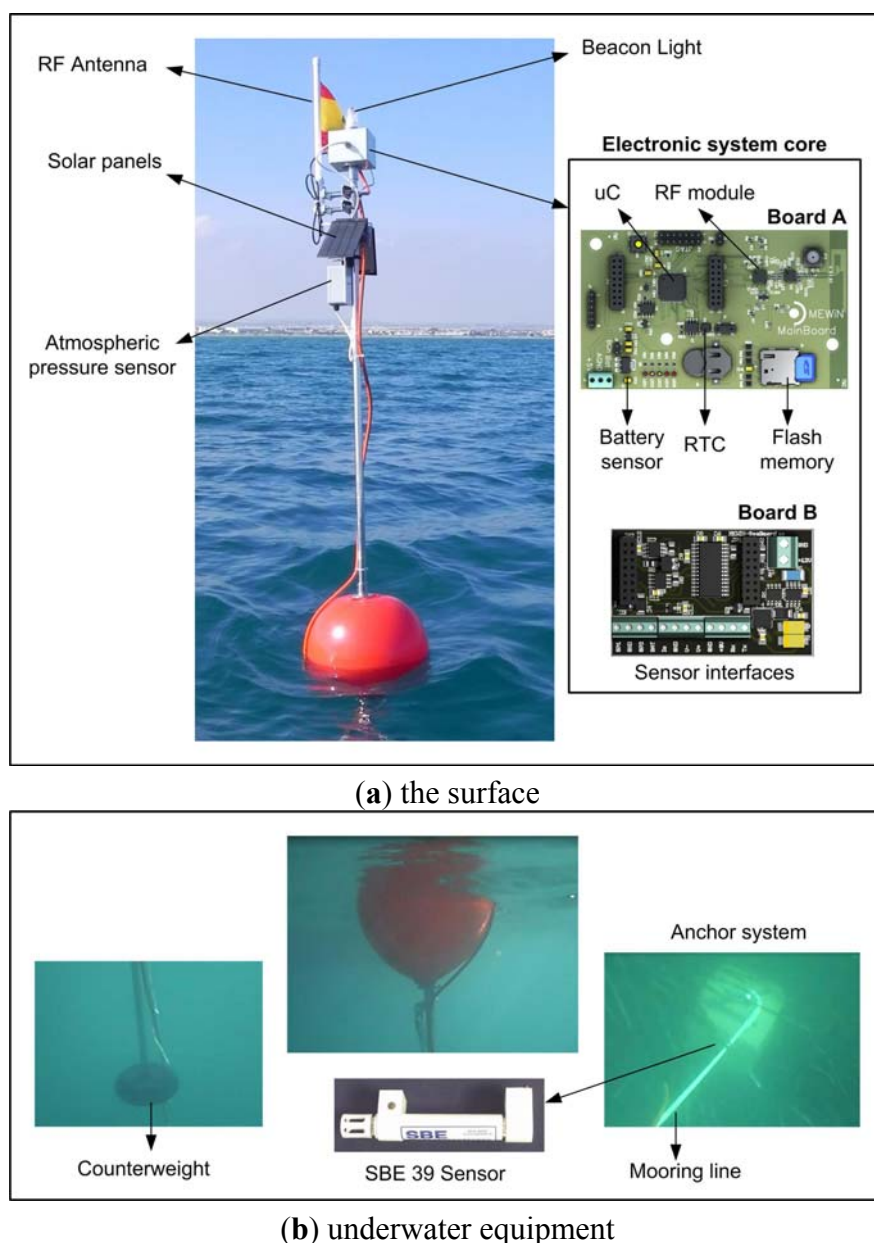 RF Antenna
Beacon Light
Solar panels
Atmospheric
pressure sensor
Electronic system core
uC
RF module
Board A
MEWiN
MainBoard
Battery
sensor
RTC
Flash
memory
Board B
Sensor interfaces
(a) the surface
Anchor system
Counterweight
SBE
SBE 39 Sensor
Mooring line
(b) underwater equipment